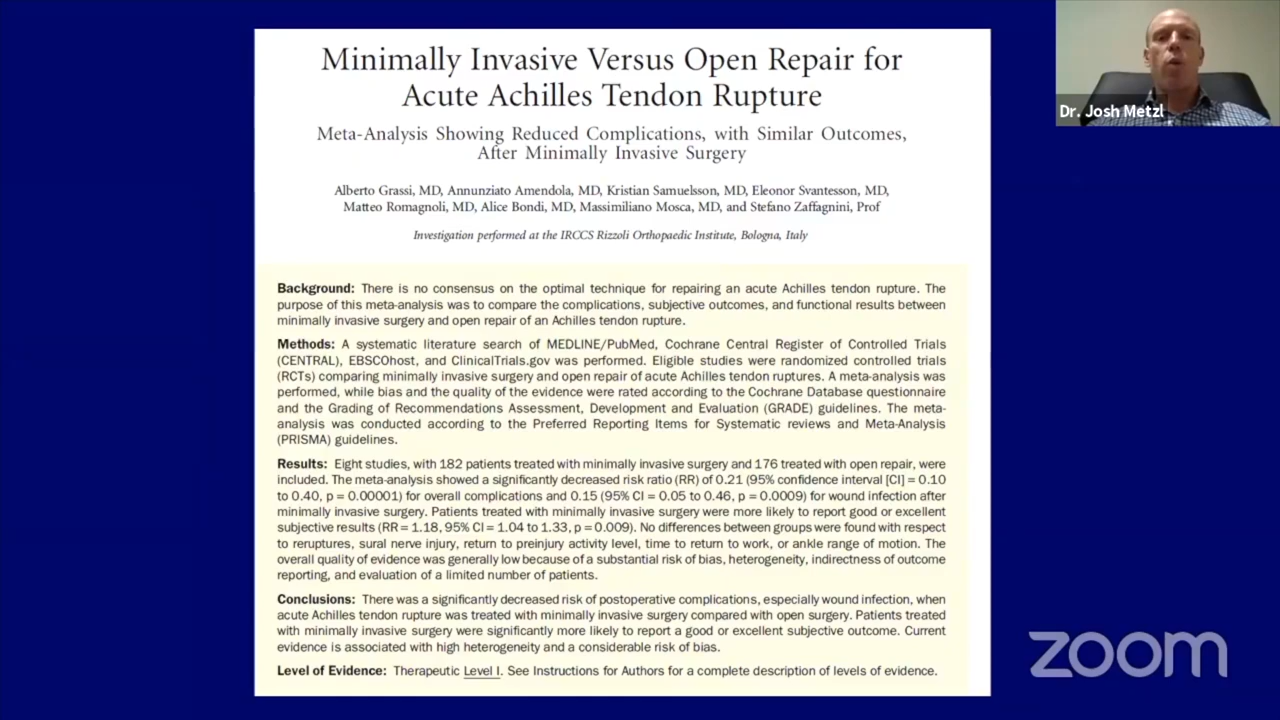 Minimally Invasive Versus Open Repair for
Acute Achilles Tendon Rupture
Meta-Analysis Showing Reduced Complications, with Similar Outcomes,
After Minimally Invasive Surgery
Alberto Grassi, MD, Annunziato Amendola, MD, Kristian Samuelsson, MD, Eleonor Svantesson, MD,
Matteo Romagnoli, MD, Alice Bondi, MD, Massimiliano Mosca, MD, and Stefano Zaffagnini, Prof
Investigation performed at the IRCCS Rizzoli Orthopaedic Institute, Bologna, Italy
Background: There is no consensus on the optimal technique for repairing an acute Achilles tendon rupture. The
purpose of this meta-analysis was to compare the complications, subjective outcomes, and functional results between
minimally invasive surgery and open repair of an Achilles tendon rupture.
Methods: A systematic literature search of MEDLINE/PubMed, Cochrane Central Register of Controlled Trials
(CENTRAL), EBSCOhost, and ClinicalTrials.gov was performed. Eligible studies were randomized controlled trials
(RCTs) comparing minimally invasive surgery and open repair of acute Achilles tendon ruptures. A meta-analysis was
performed, while bias and the quality of the evidence were rated according to the Cochrane Database questionnaire
and the Grading of Recommendations Assessment, Development and Evaluation (GRADE) guidelines. The meta-
analysis was conducted according to the Preferred Reporting Items for Systematic reviews and Meta-Analysis
(PRISMA) guidelines.
Results: Eight studies, with 182 patients treated with minimally invasive surgery and 176 treated with open repair, were
included. The meta-analysis showed a significantly decreased risk ratio (RR) of 0.21 (95% confidence interval [CI] = 0.10
to 0.40, p = 0.00001) for overall complications and 0.15 (95% CI = 0.05 to 0.46, p = 0.0009) for wound infection after
minimally invasive surgery. Patients treated with minimally invasive surgery were more likely to report good or excellent
subjective results (RR = 1.18, 95% CI = 1.04 to 1.33, p = 0.009). No differences between groups were found with respect
to reruptures, sural nerve injury, return to preinjury activity level, time to return to work, or ankle range of motion. The
overall quality of evidence was generally low because of a substantial risk of bias, heterogeneity, indirectness of outcome
reporting, and evaluation of a limited number of patients.
Conclusions: There was a significantly decreased risk of postoperative complications, especially wound infection, when
acute Achilles tendon rupture was treated with minimally invasive surgery compared with open surgery. Patients treated
with minimally invasive surgery were significantly more likely to report a good or excellent subjective outcome. Current
evidence is associated with high heterogeneity and a considerable risk of bias.
Level of Evidence: Therapeutic Level I. See Instructions for Authors for a complete description of levels of evidence.
Dr. Josh Metzl
zoom